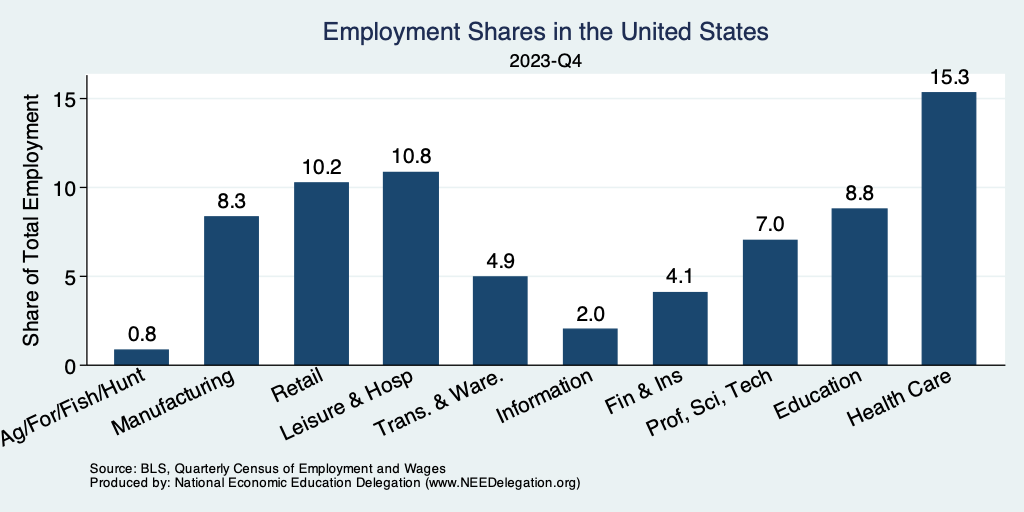 Employment Shares in the United States
2023-Q4
Share of Total Employment
15
10
5
0
0.8
8.3
10.2
10.8
4.9
2.0
4.1
7.0
8.8
15.3
Ag/For/Fish/Hunt
Manufacturing
Retail
Leisure & Hosp
Trans. & Ware.
Information
Fin & Ins
Prof, Sci, Tech
Education
Health Care
Source: BLS, Quarterly Census of Employment and Wages
Produced by: National Economic Education Delegation (www.NEEDelegation.org)